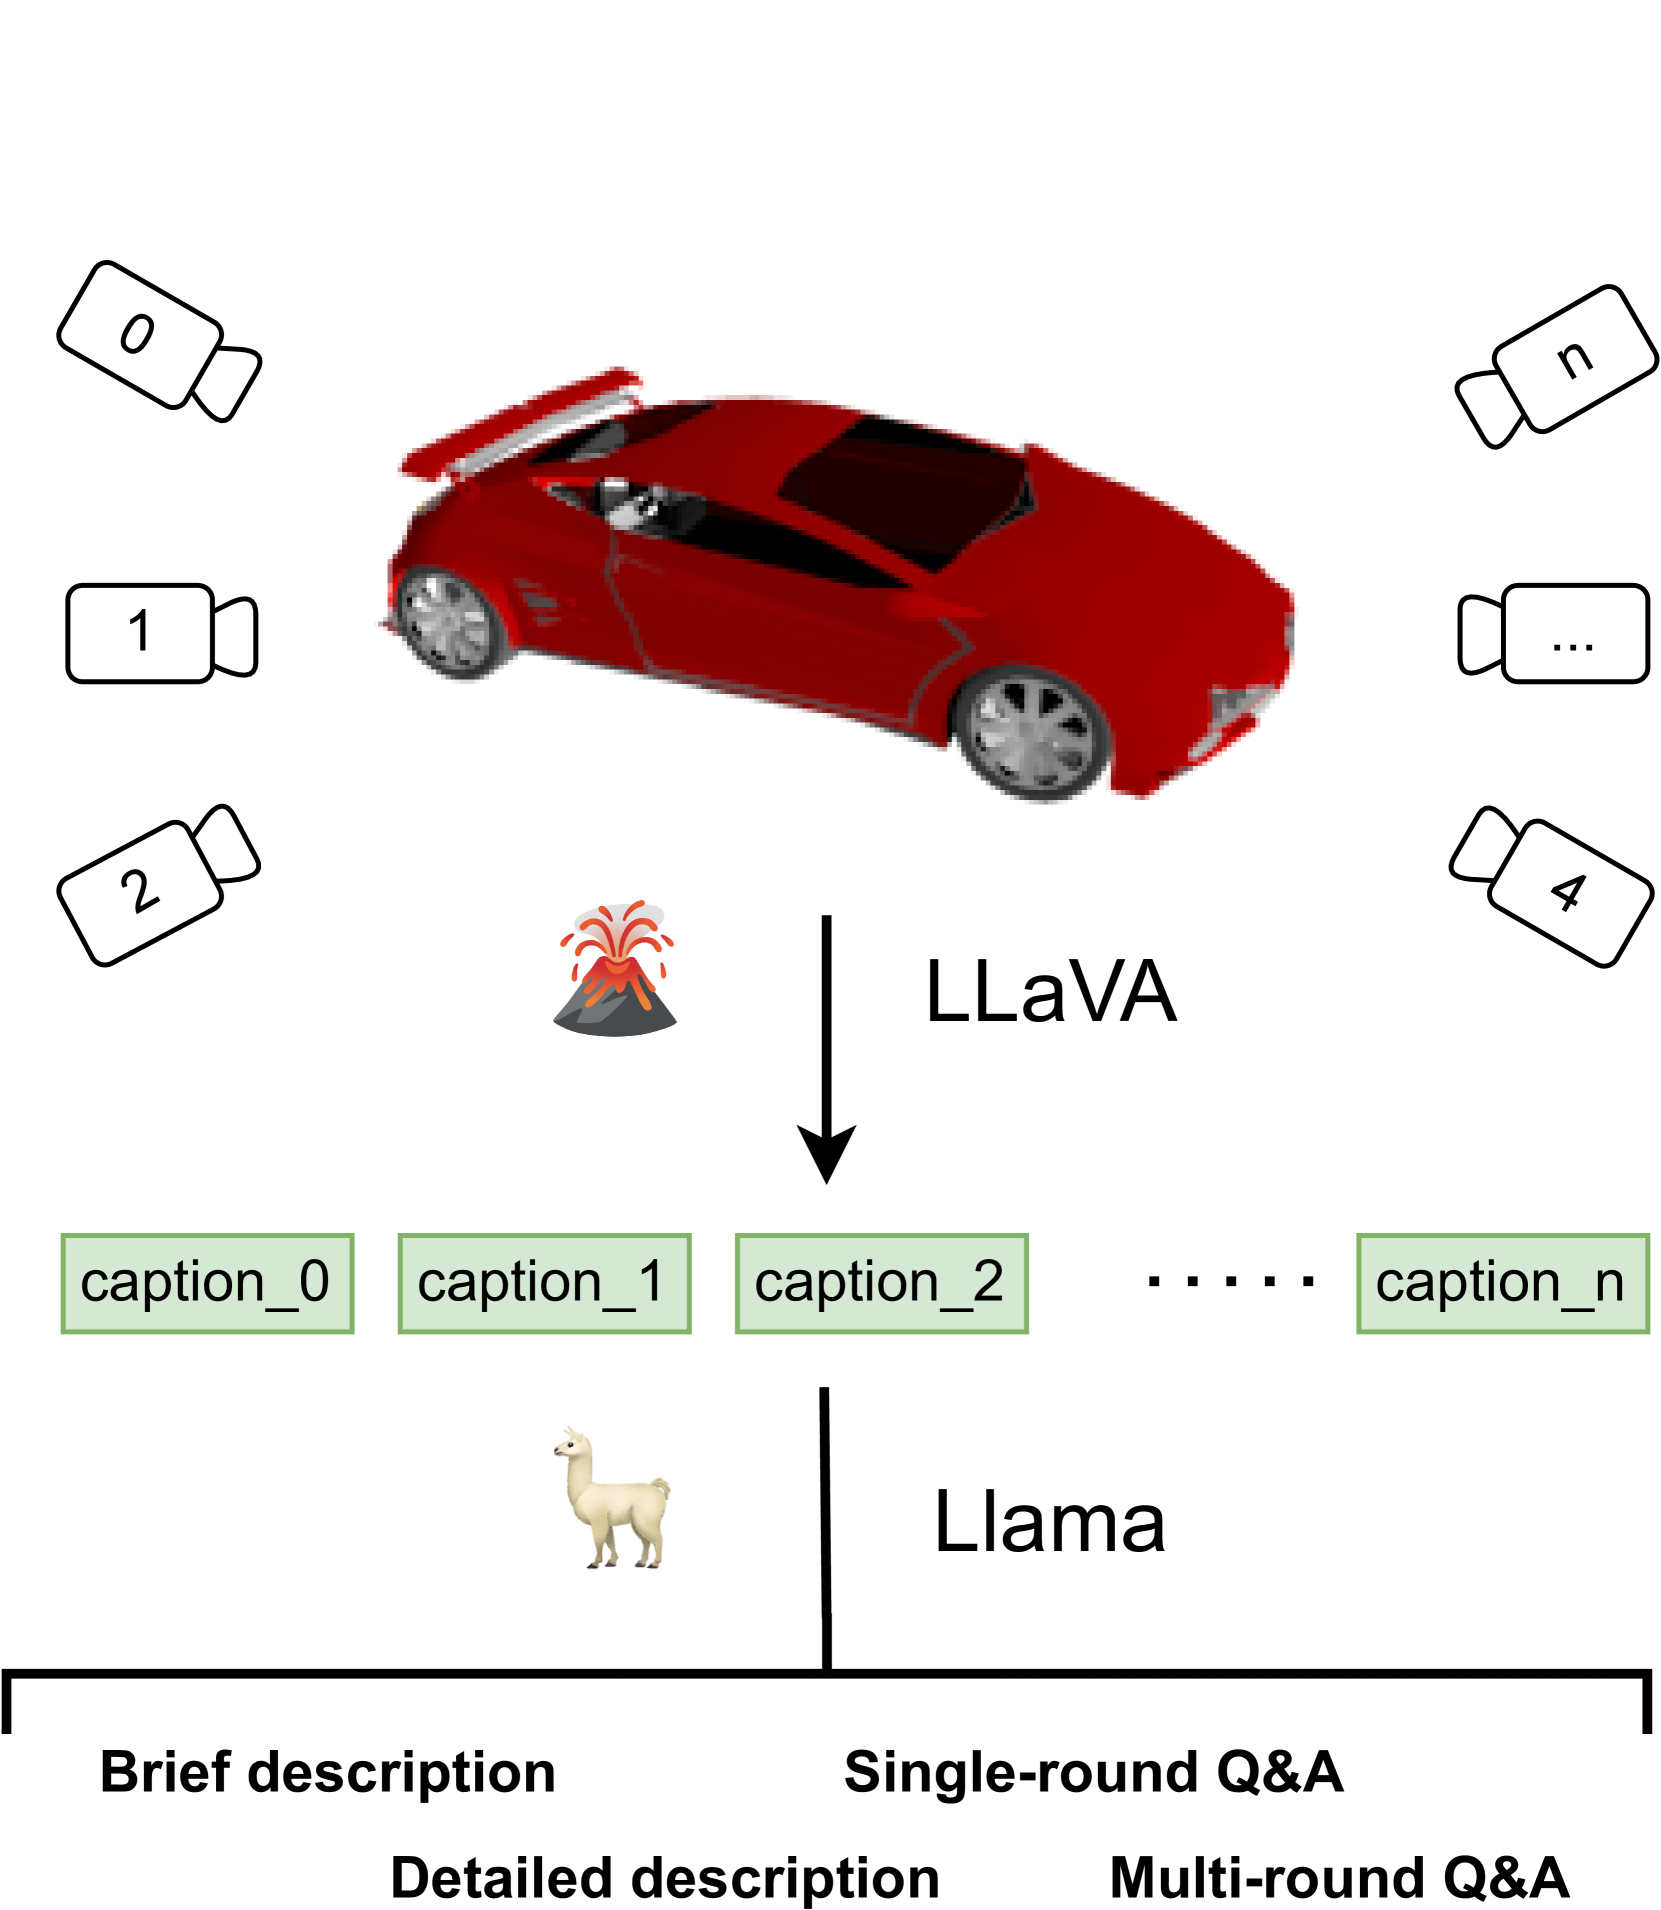 0
n
1
...
2
4
LLaVA
caption_0 caption_1 caption_2 ..... caption_n
Llama
Brief description Single-round Q&A
Detailed description Multi-round Q&A